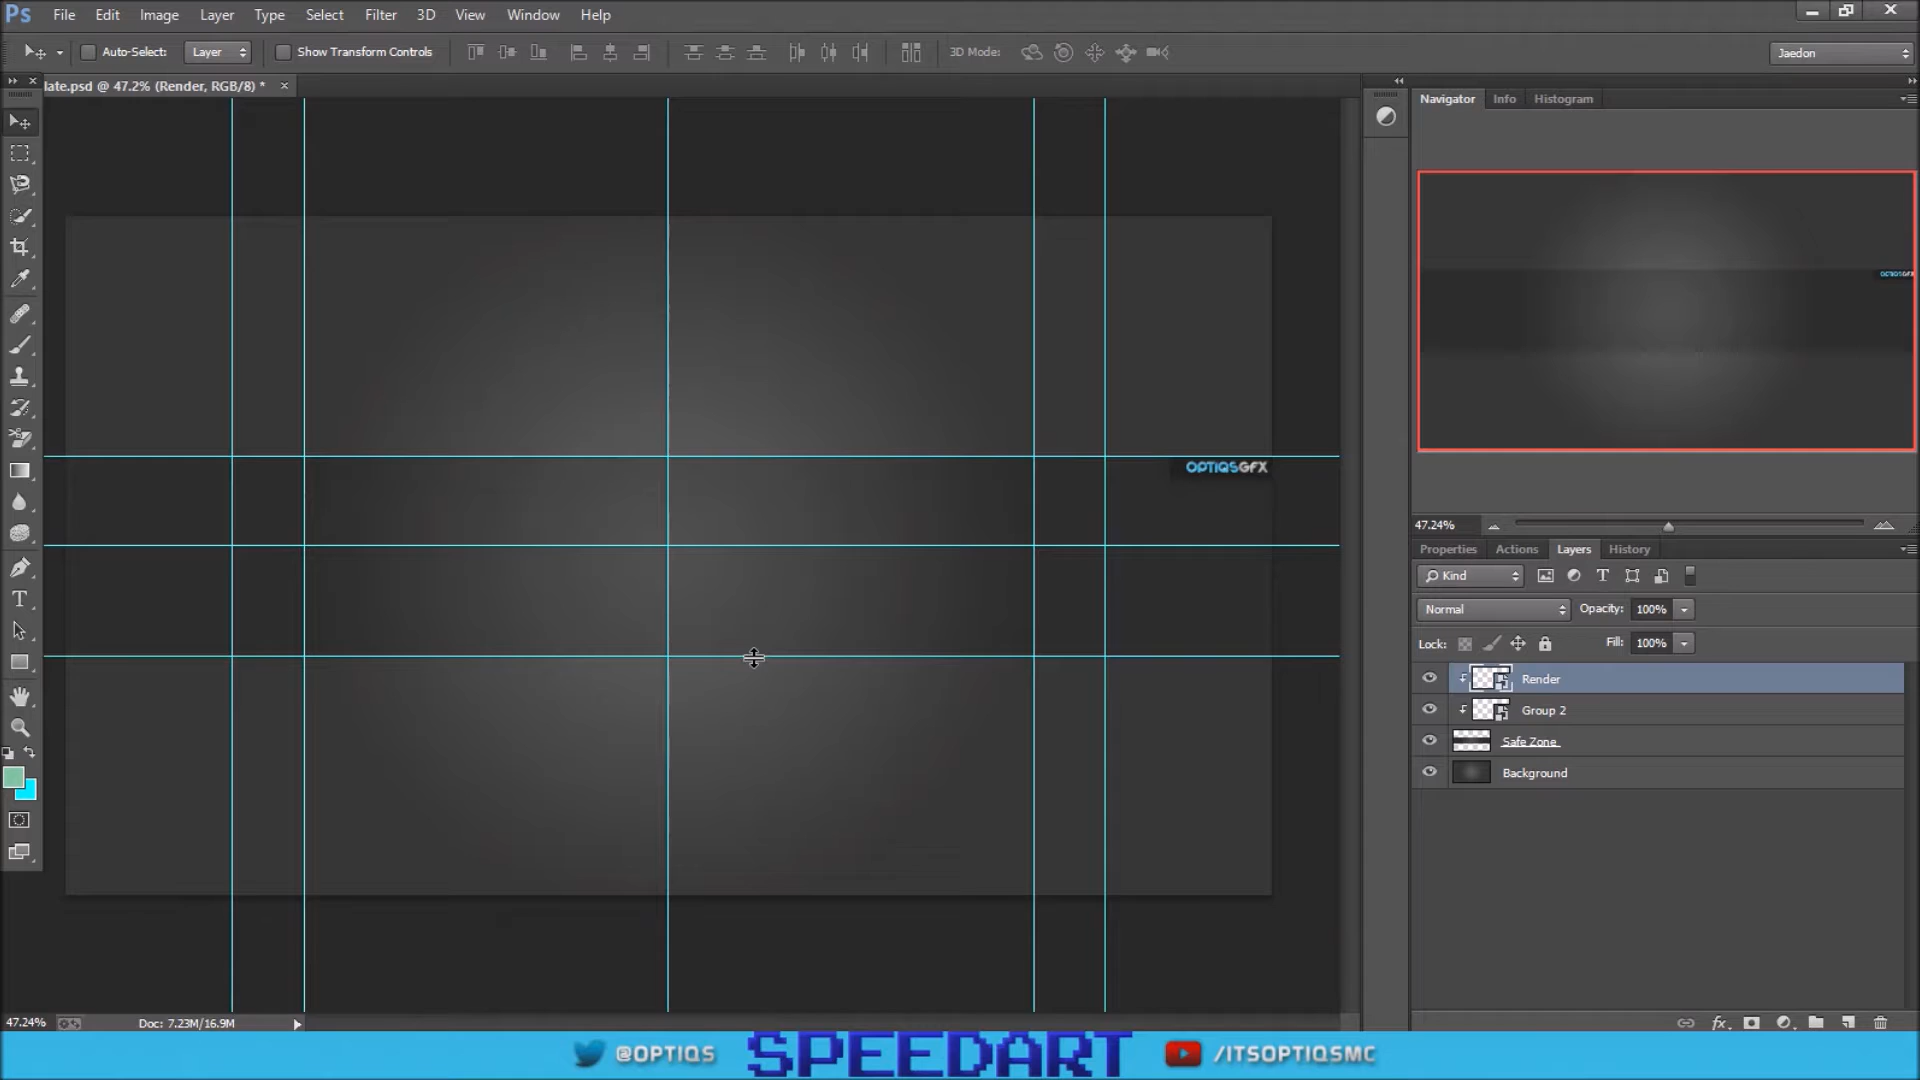 Ps File Edit Image Layer Type Select Filter 3D View Window Help
Auto-Select: Layer Show Transform Controls 3D Mode: Jaedon
late.psd @ 47.2% (Render, RGB/8) *
Navigator Info Histogram
OPTIQSGFX
OPTIQSGFX
47.24%
Properties Actions Layers History
Kind
Normal Opacity: 100%
Lock: Fill: 100%
Render
Group 2
Safe Zone
Background
47.24% Doc: 7.23M/16.9M
@OPTIQS SPEEDART /ITSOPTIQSMC